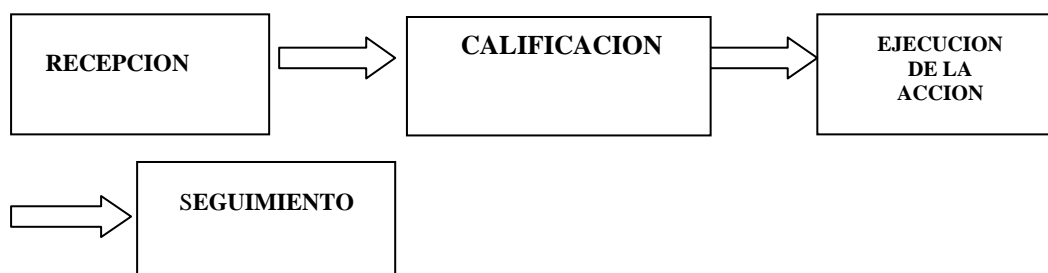 RECEPCION
CALIFICACION
EJECUCION
DE LA
ACCION
SEGUIMIENTO